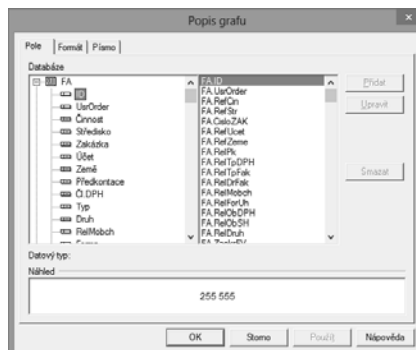 Popis grafu
Pole Formát Písmo
Databáze
FA
ID
UsrOrder
Činnost
Středisko
Zakázka
Účet
Země
Předkontace
Čl.DPH
Typ
Druh
RelMobch
Forma
FA.ID
FA.UsrOrder
FA.RefCin
FA.RefStr
FA.CisloZAK
FA.RefUcet
FA.RefZeme
FA.RelPk
FA.RelTpDPH
FA.RelTpFak
FA.RelDrFak
FA.RelMobch
FA.RelForUh
FA.RelObDPH
FA.RelObSH
FA.RefDruh
Přidat
Upravit
Smazat
Datový typ:
Náhled
255 555
OK Storno Použít Nápověda